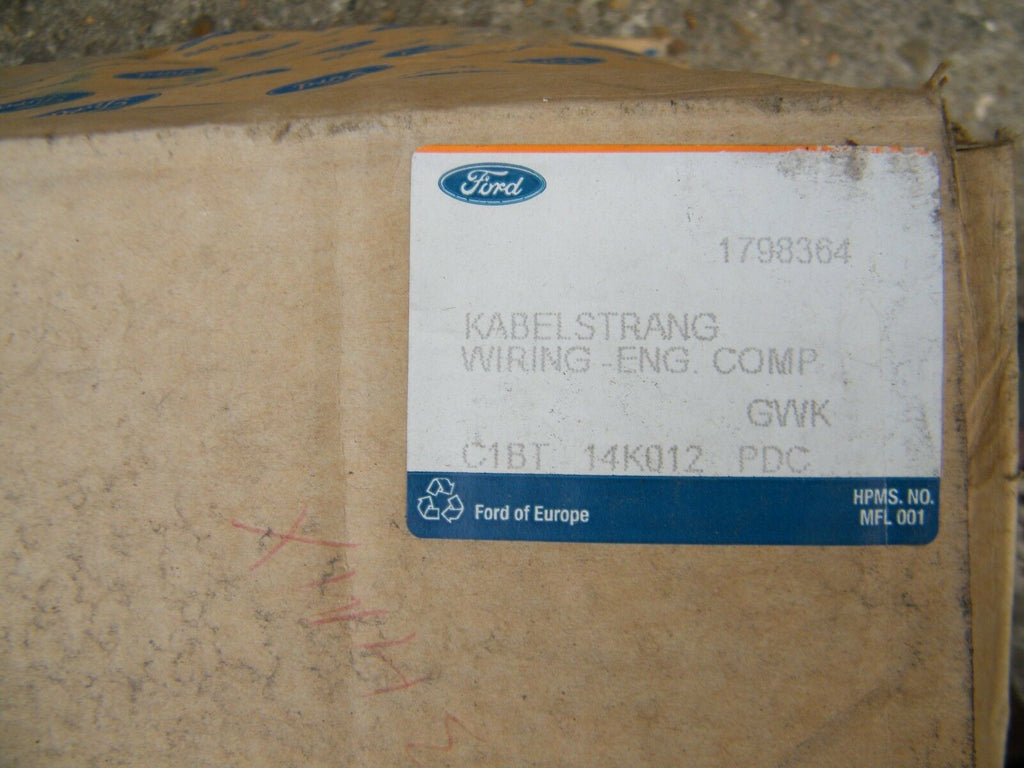 Ford
1798364
KABELSTRANG
WIRING-ENG. COMP.
GWK
C1BT 14K012 PDC
Ford of Europe
HPMS. NO.
MFL 001